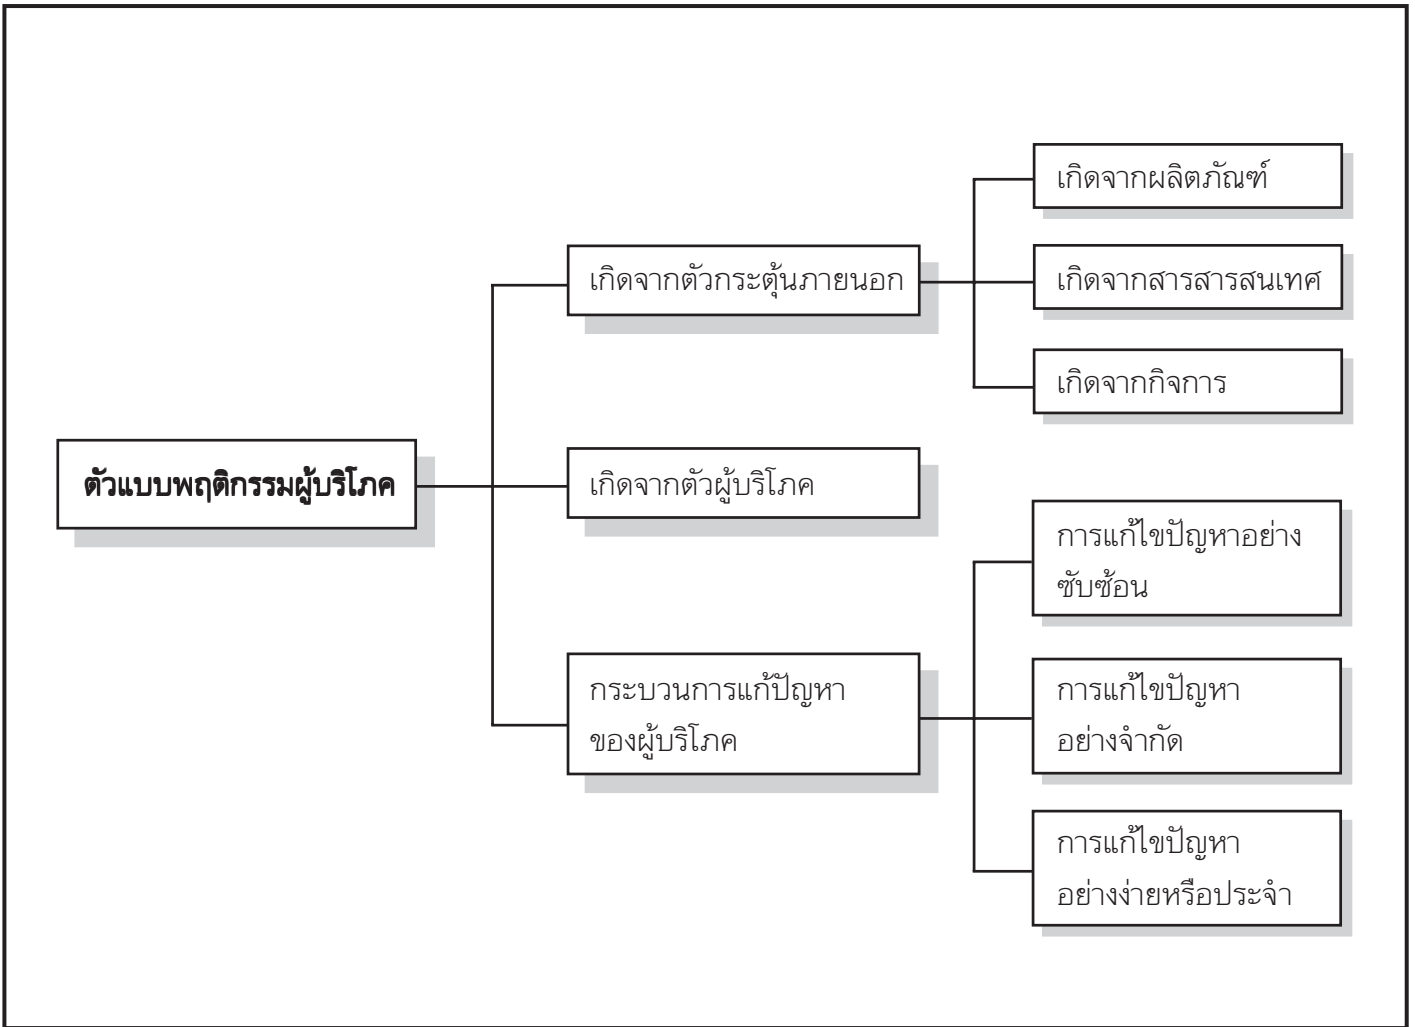 ตัวแบบพฤติกรรมผู้บริโภค
เกิดจากตัวกระตุ้นภายนอก
เกิดจากผลิตภัณฑ์
เกิดจากสารสารสนเทศ
เกิดจากกิจการ
เกิดจากตัวผู้บริโภค
กระบวนการแก้ปัญหา
ของผู้บริโภค
การแก้ไขปัญหาอย่าง
ซับซ้อน
การแก้ไขปัญหา
อย่างจำกัด
การแก้ไขปัญหา
อย่างง่ายหรือประจำ